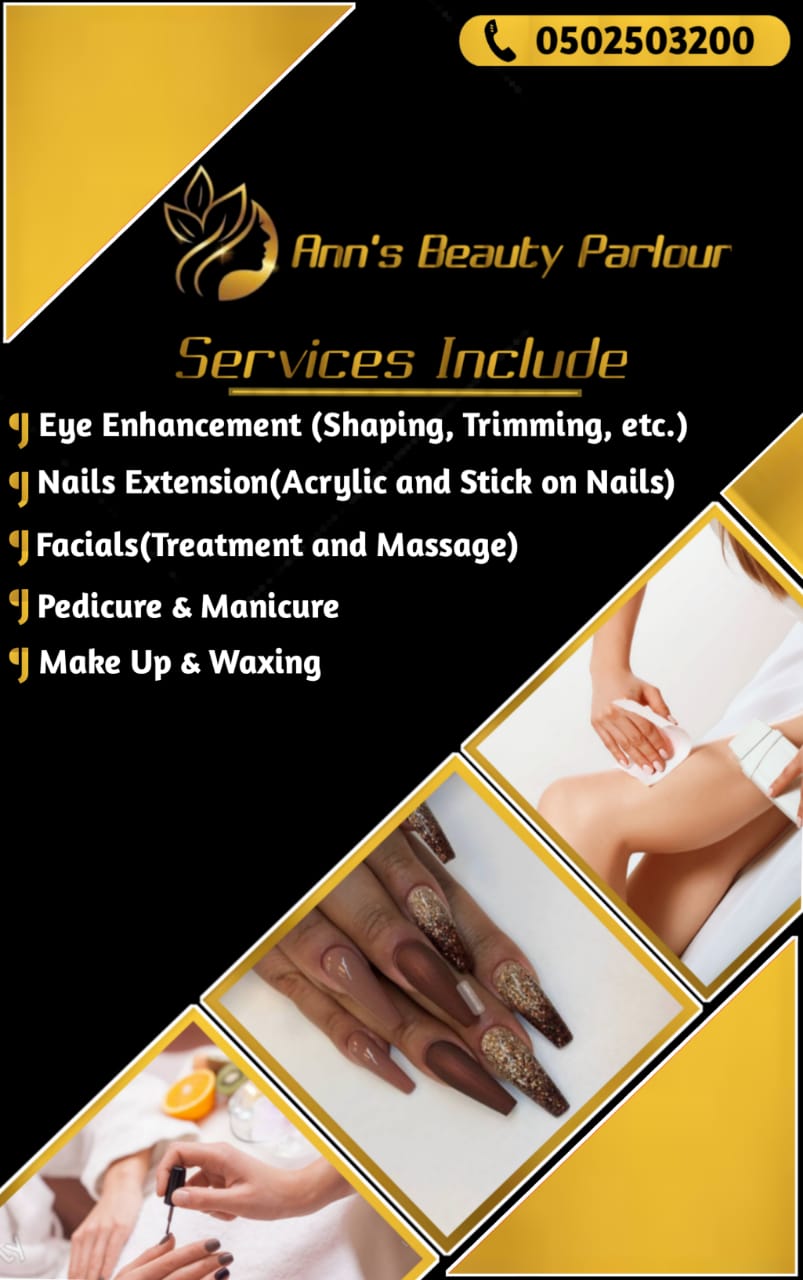 0502503200
Ann's Beauty Parlour
Services Include
¶ Eye Enhancement (Shaping, Trimming, etc.)
¶ Nails Extension(Acrylic and Stick on Nails)
¶ Facials(Treatment and Massage)
¶ Pedicure & Manicure
¶ Make Up & Waxing